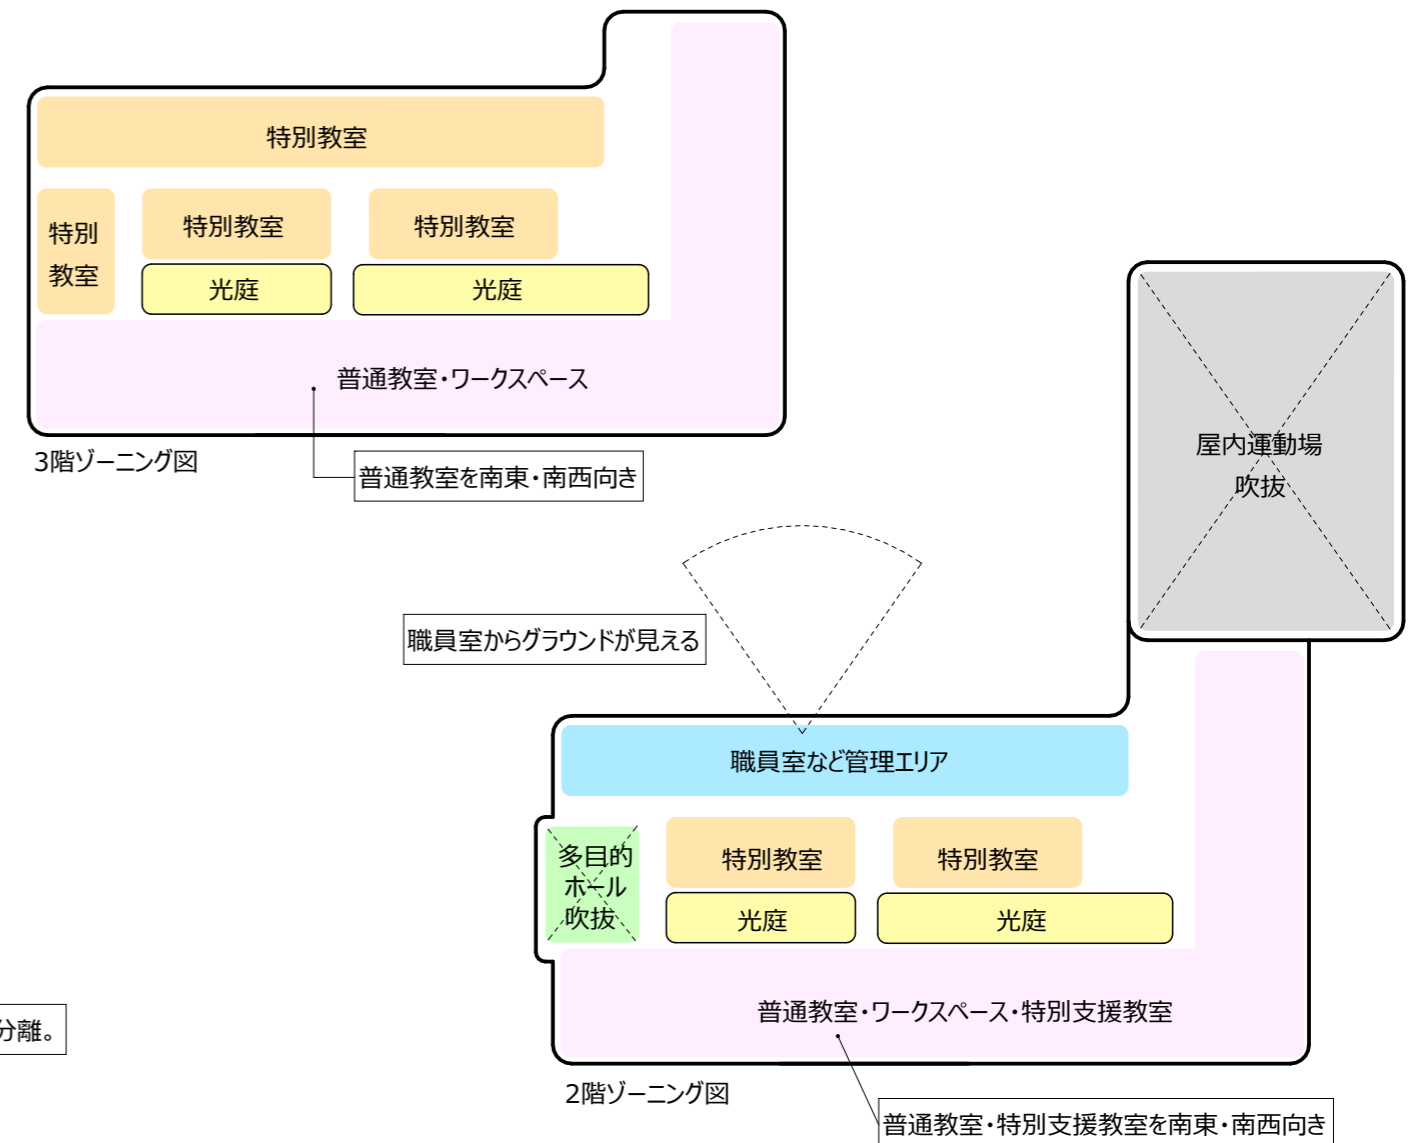 特別教室
特別
教室
特別教室
特別教室
光庭
光庭
普通教室・ワークスペース
3階ゾーニング図
普通教室を南東・南西向き
屋内運動場
吹抜
職員室からグラウンドが見える
職員室など管理エリア
多目的
ホール
吹抜
特別教室
特別教室
光庭
光庭
普通教室・ワークスペース・特別支援教室
分離。
2階ゾーニング図
普通教室・特別支援教室を南東・南西向き